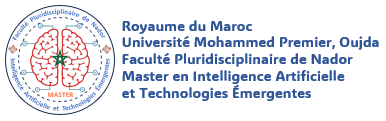 Faculté Pluridisciplinaire de Nador
Intelligence Artificielle et Technologies Émergentes
MASTER
Royaume du Maroc
Université Mohammed Premier, Oujda
Faculté Pluridisciplinaire de Nador
Master en Intelligence Artificielle
et Technologies Émergentes